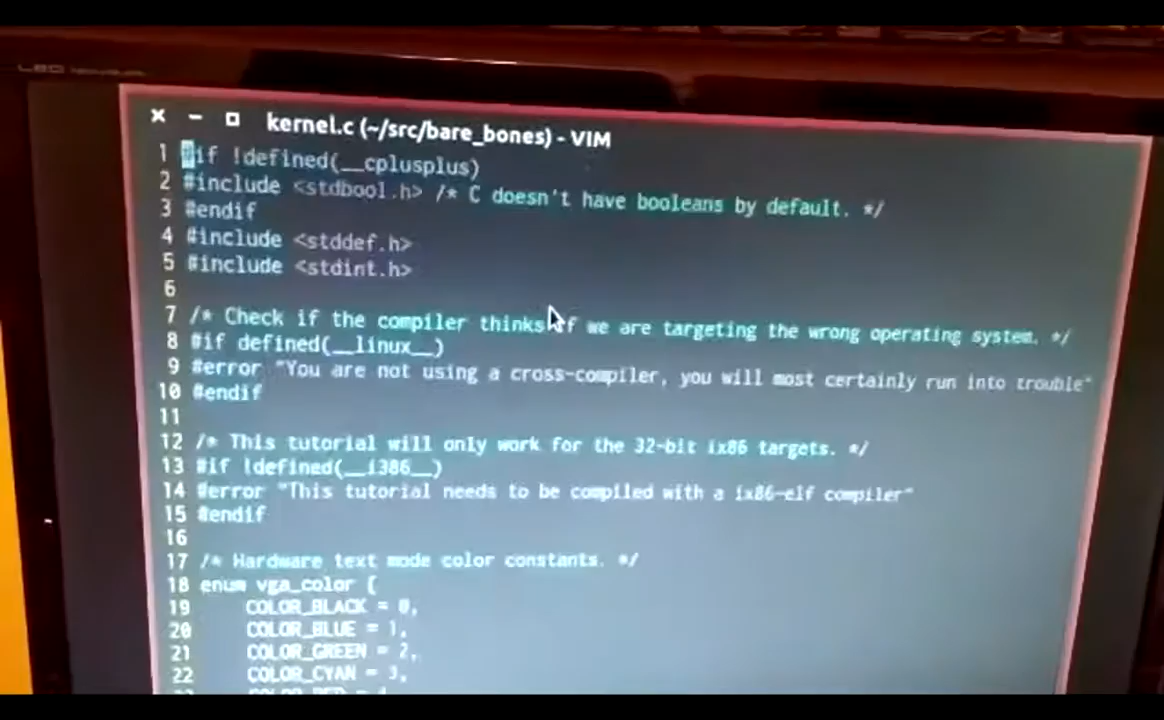 kernel.c (~/src/bare_bones) - VIM
1 #if !defined(__cplusplus)
2 #include <stdbool.h> /* C doesn't have booleans by default. */
3 #endif
4 #include <stddef.h>
5 #include <stdint.h>
6
7 /* Check if the compiler thinks if we are targeting the wrong operating system. */
8 #if defined(__linux__)
9 #error "You are not using a cross-compiler, you will most certainly run into trouble"
10 #endif
11
12 /* This tutorial will only work for the 32-bit ix86 targets. */
13 #if !defined(__i386__)
14 #error "This tutorial needs to be compiled with a ix86-elf compiler"
15 #endif
16
17 /* Hardware text mode color constants. */
18 enum vga_color {
19 COLOR_BLACK = 0,
20 COLOR_BLUE = 1,
21 COLOR_GREEN = 2,
22 COLOR_CYAN = 3,